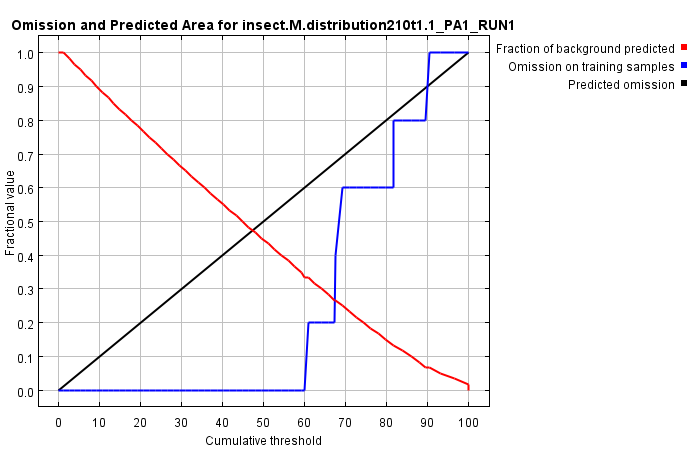 Omission and Predicted Area for insect.M.distribution210t1.1_PA1_RUN1
Fraction of background predicted
Omission on training samples
Predicted omission
Fractional value
1.0
0.9
0.8
0.7
0.6
0.5
0.4
0.3
0.2
0.1
0.0
0 10 20 30 40 50 60 70 80 90 100
Cumulative threshold